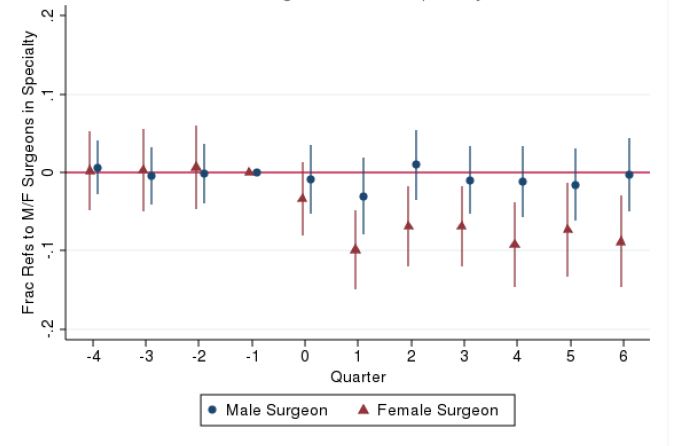 .2
.1
0
-.1
-.2
Frac Refs to M/F Surgeons in Specialty
-4 -3 -2 -1 0 1 2 3 4 5 6
Quarter
Male Surgeon Female Surgeon